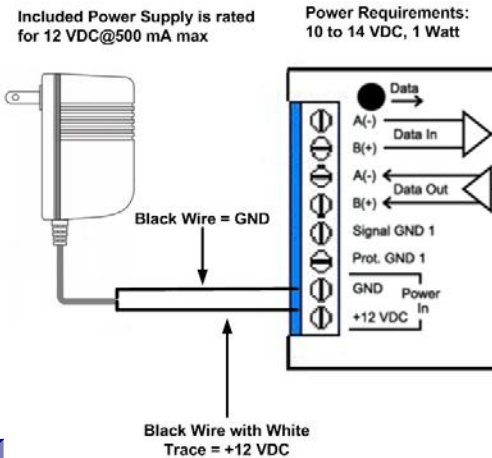 Included Power Supply is rated
for 12 VDC@500 mA max
Power Requirements:
10 to 14 VDC, 1 Watt
Data
A(-)
Data In
B(+)
A(-)
Data Out
B(+)
Signal GND 1
Prot. GND 1
GND
Power
In
+12 VDC
Black Wire = GND
Black Wire with White
Trace = +12 VDC